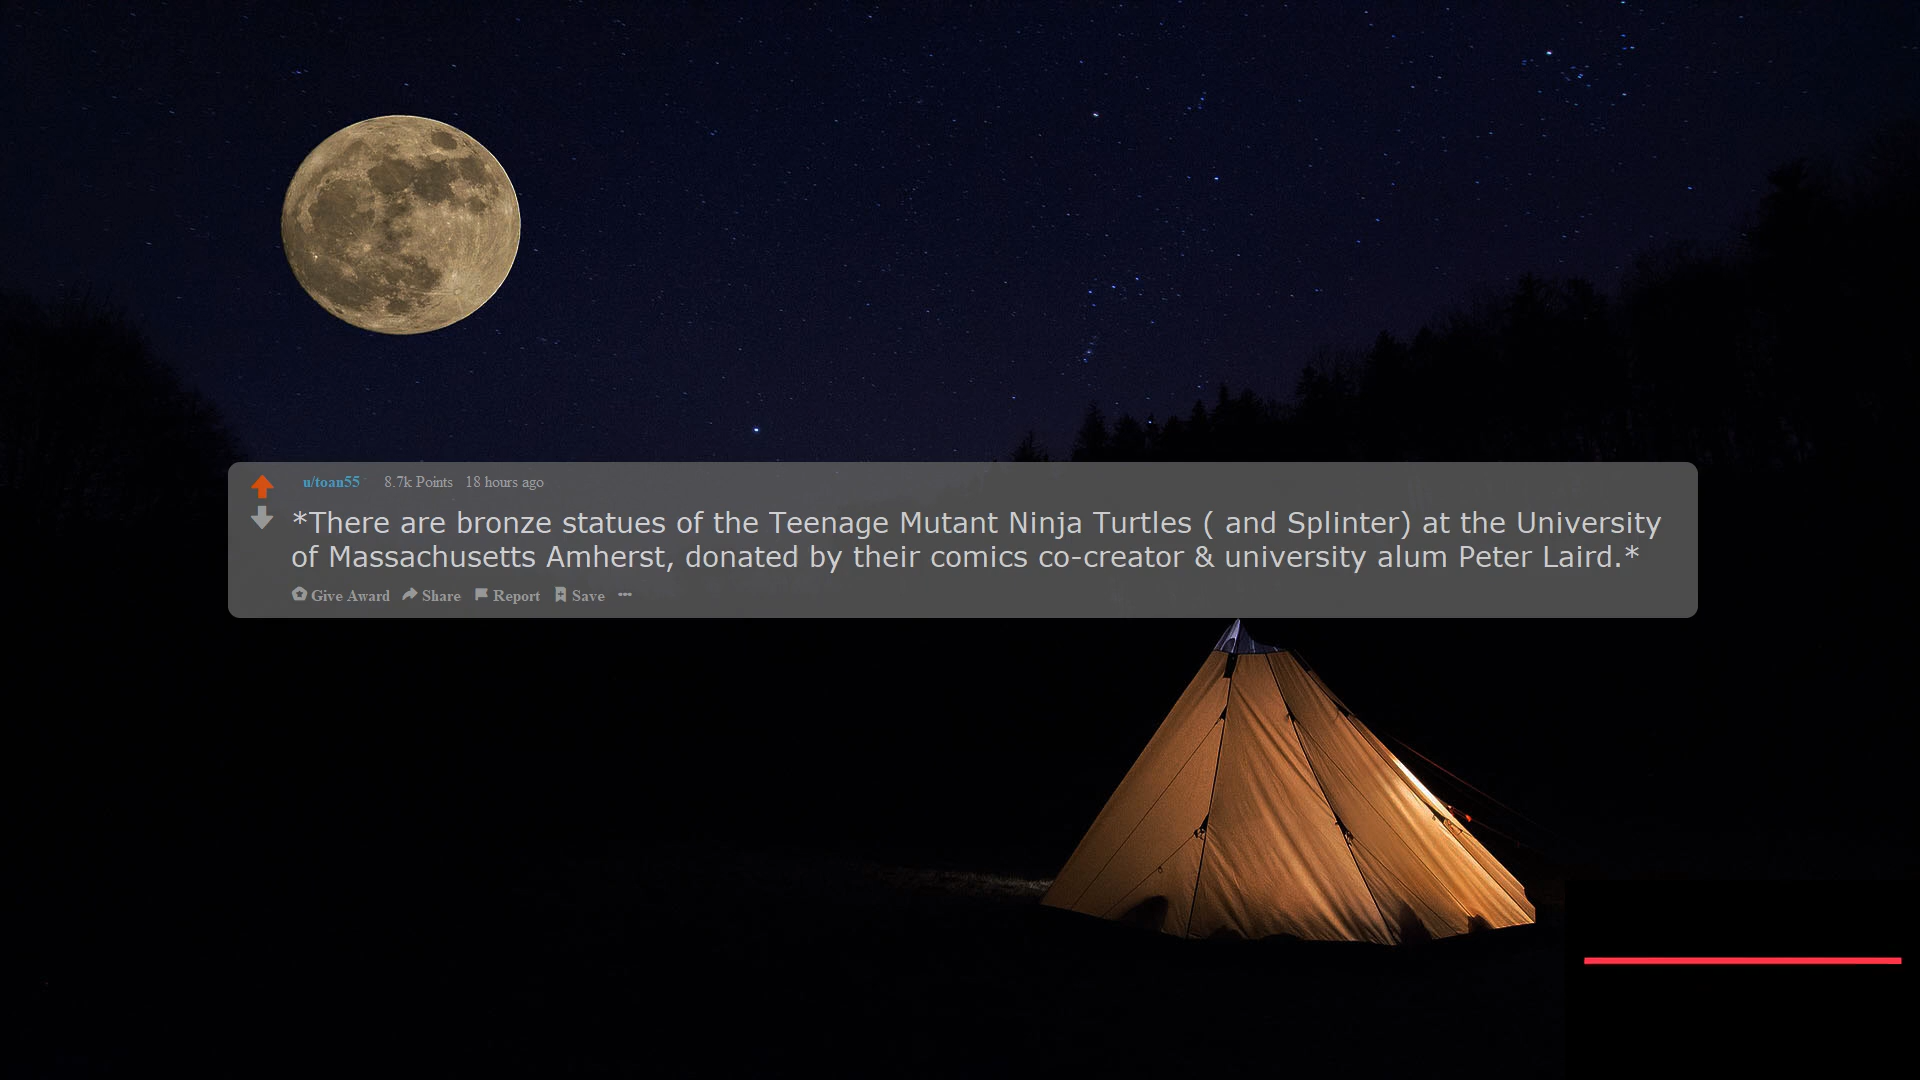 u/toan55 8.7k Points 18 hours ago
*There are bronze statues of the Teenage Mutant Ninja Turtles ( and Splinter) at the University
of Massachusetts Amherst, donated by their comics co-creator & university alum Peter Laird.*
Give Award Share Report Save